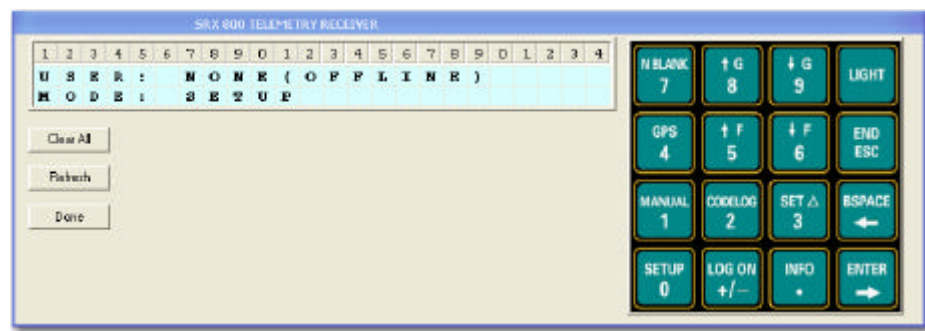 SRX 800 TELEMETRY RECEIVER
1 2 3 4 5 6 7 8 9 0 1 2 3 4 5 6 7 8 9 0 1 2 3 4
USER: NONE(OFFLINE)
MODE: SETUP
Clear All
Refresh
Done
N BLANK
7
↑ G
8
↓ G
9
LIGHT
GPS
4
↑ F
5
↓ F
6
END
ESC
MANUAL
1
CODELOG
2
SET △
3
BSPACE
←
SETUP
0
LOG ON
+/−
INFO
.
ENTER
→